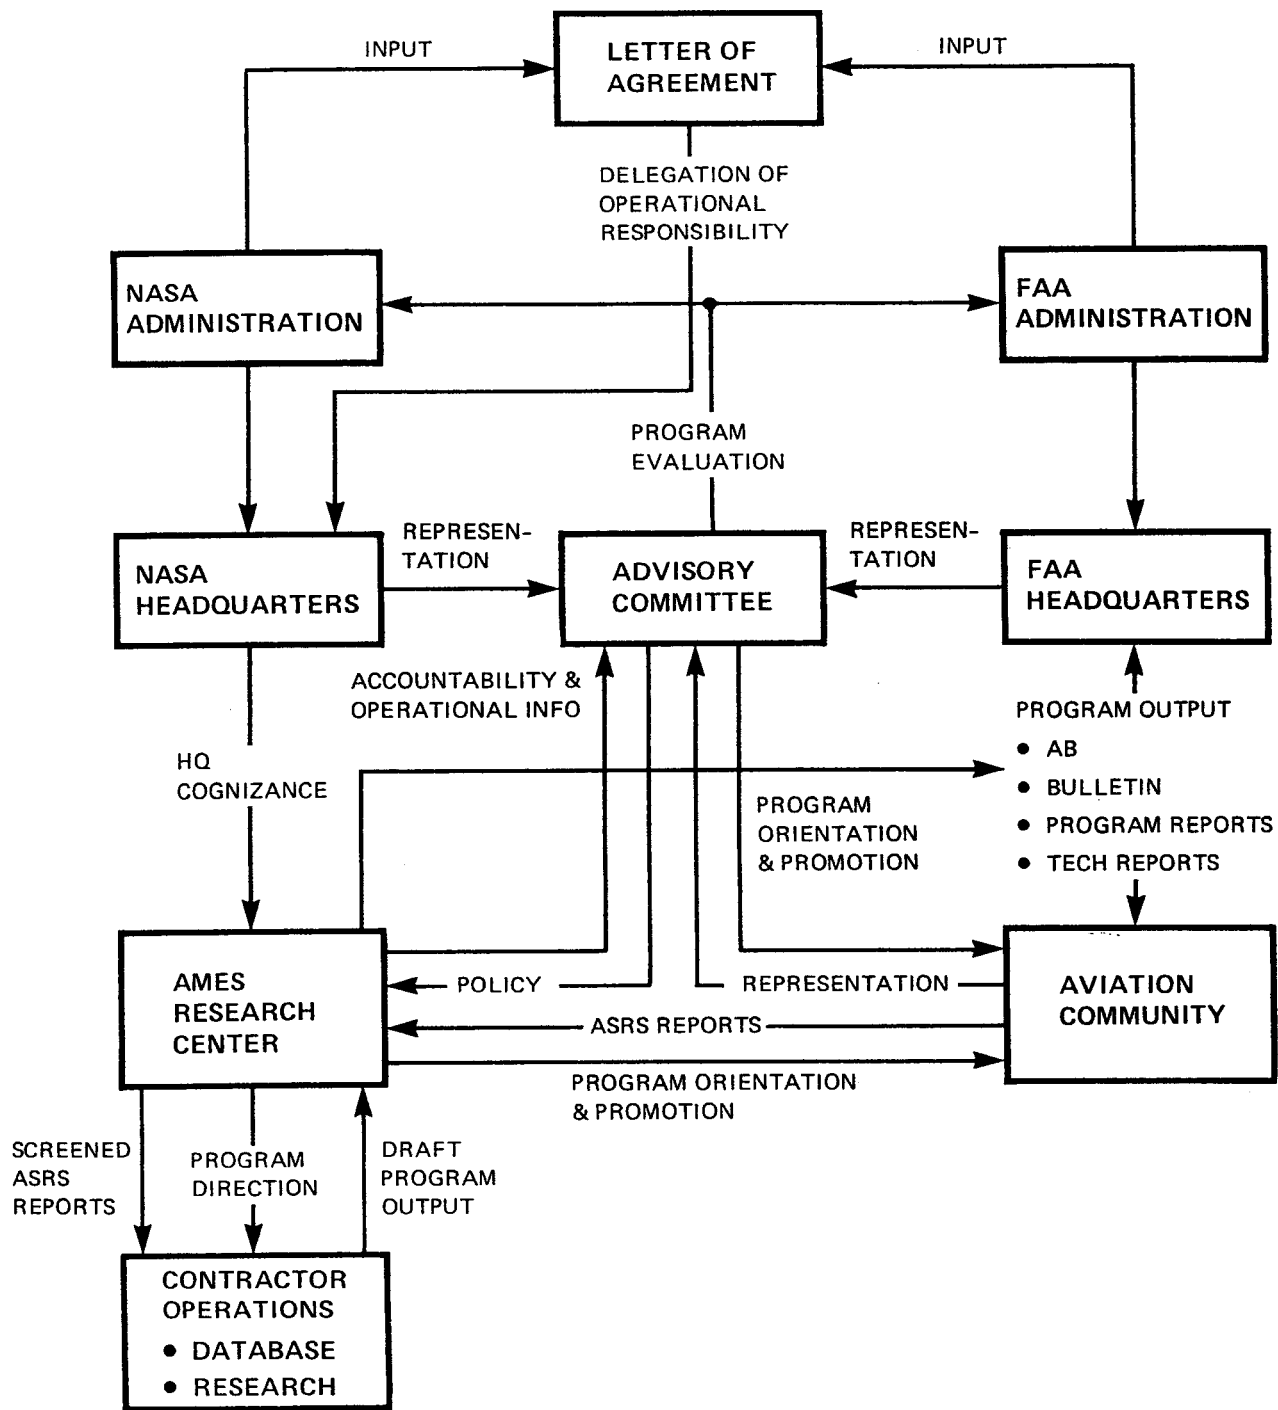 INPUT
LETTER OF
AGREEMENT
INPUT
DELEGATION OF
OPERATIONAL
RESPONSIBILITY
NASA
ADMINISTRATION
FAA
ADMINISTRATION
PROGRAM
EVALUATION
NASA
HEADQUARTERS
REPRESEN-
TATION
ADVISORY
COMMITTEE
REPRESEN-
TATION
FAA
HEADQUARTERS
ACCOUNTABILITY &
OPERATIONAL INFO
HQ
COGNIZANCE
PROGRAM
ORIENTATION
& PROMOTION
PROGRAM OUTPUT
• AB
• BULLETIN
• PROGRAM REPORTS
• TECH REPORTS
AMES
RESEARCH
CENTER
POLICY
REPRESENTATION
ASRS REPORTS
PROGRAM ORIENTATION
& PROMOTION
AVIATION
COMMUNITY
SCREENED
ASRS
REPORTS
PROGRAM
DIRECTION
DRAFT
PROGRAM
OUTPUT
CONTRACTOR
OPERATIONS
• DATABASE
• RESEARCH